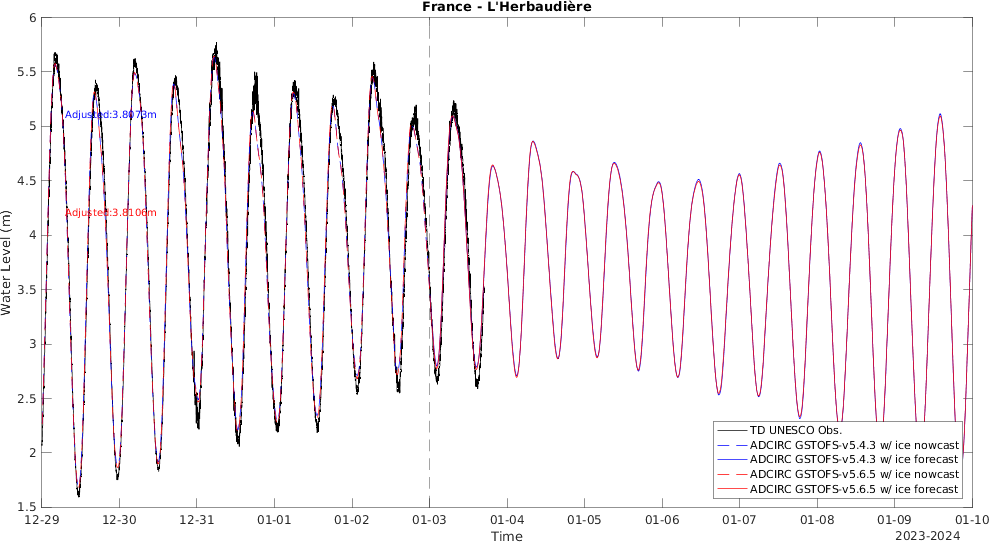 France - L'Herbaudière
6
5.5
5
4.5
4
3.5
3
2.5
2
1.5
Water Level (m)
Adjusted:3.8073m
Adjusted:3.8106m
TD UNESCO Obs.
ADCIRC GSTOFS-v5.4.3 w/ ice nowcast
ADCIRC GSTOFS-v5.4.3 w/ ice forecast
ADCIRC GSTOFS-v5.6.5 w/ ice nowcast
ADCIRC GSTOFS-v5.6.5 w/ ice forecast
12-29 12-30 12-31 01-01 01-02 01-03 01-04 01-05 01-06 01-07 01-08 01-09 01-10
Time
2023-2024